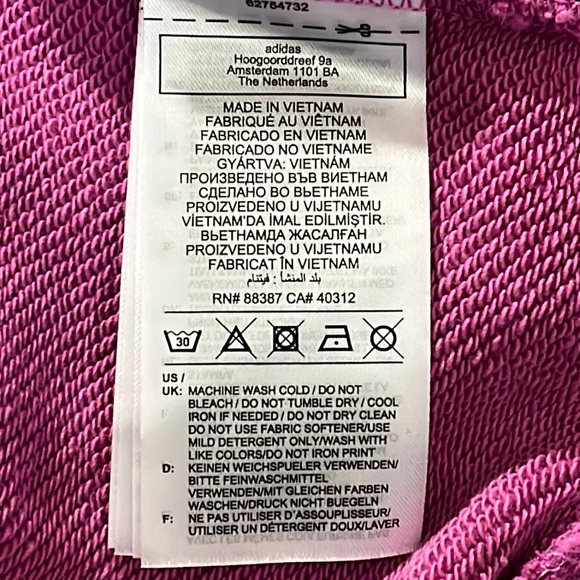 62754732
adidas
Hoogoorddreef 9a
Amsterdam 1101 BA
The Netherlands
MADE IN VIETNAM
FABRIQUÉ AU VIÊTNAM
FABRICADO EN VIETNAM
FABRICADO NO VIETNAME
GYÁRTVA: VIETNÁM
ПРОИЗВЕДЕНО ВЪВ ВИЕТНАМ
СДЕЛАНО ВО ВЬЕТНАМЕ
PROIZVEDENO U VIJETNAMU
VİETNAM'DA İMAL EDİLMİŞTİR.
ВЬЕТНАМДА ЖАСАЛҒАН
PROIZVEDENO U VIJETNAMU
FABRICAT ÎN VIETNAM
بلد المنشأ : فيتنام
RN# 88387 CA# 40312
30
US /
UK: MACHINE WASH COLD / DO NOT
BLEACH / DO NOT TUMBLE DRY / COOL
IRON IF NEEDED / DO NOT DRY CLEAN
DO NOT USE FABRIC SOFTENER/USE
MILD DETERGENT ONLY/WASH WITH
LIKE COLORS/DO NOT IRON PRINT
D: KEINEN WEICHSPUELER VERWENDEN/
BITTE FEINWASCHMITTEL
VERWENDEN/MIT GLEICHEN FARBEN
WASCHEN/DRUCK NICHT BUEGELN
F: NE PAS UTILISER D'ASSOUPLISSEUR/
UTILISER UN DETERGENT DOUX/LAVER